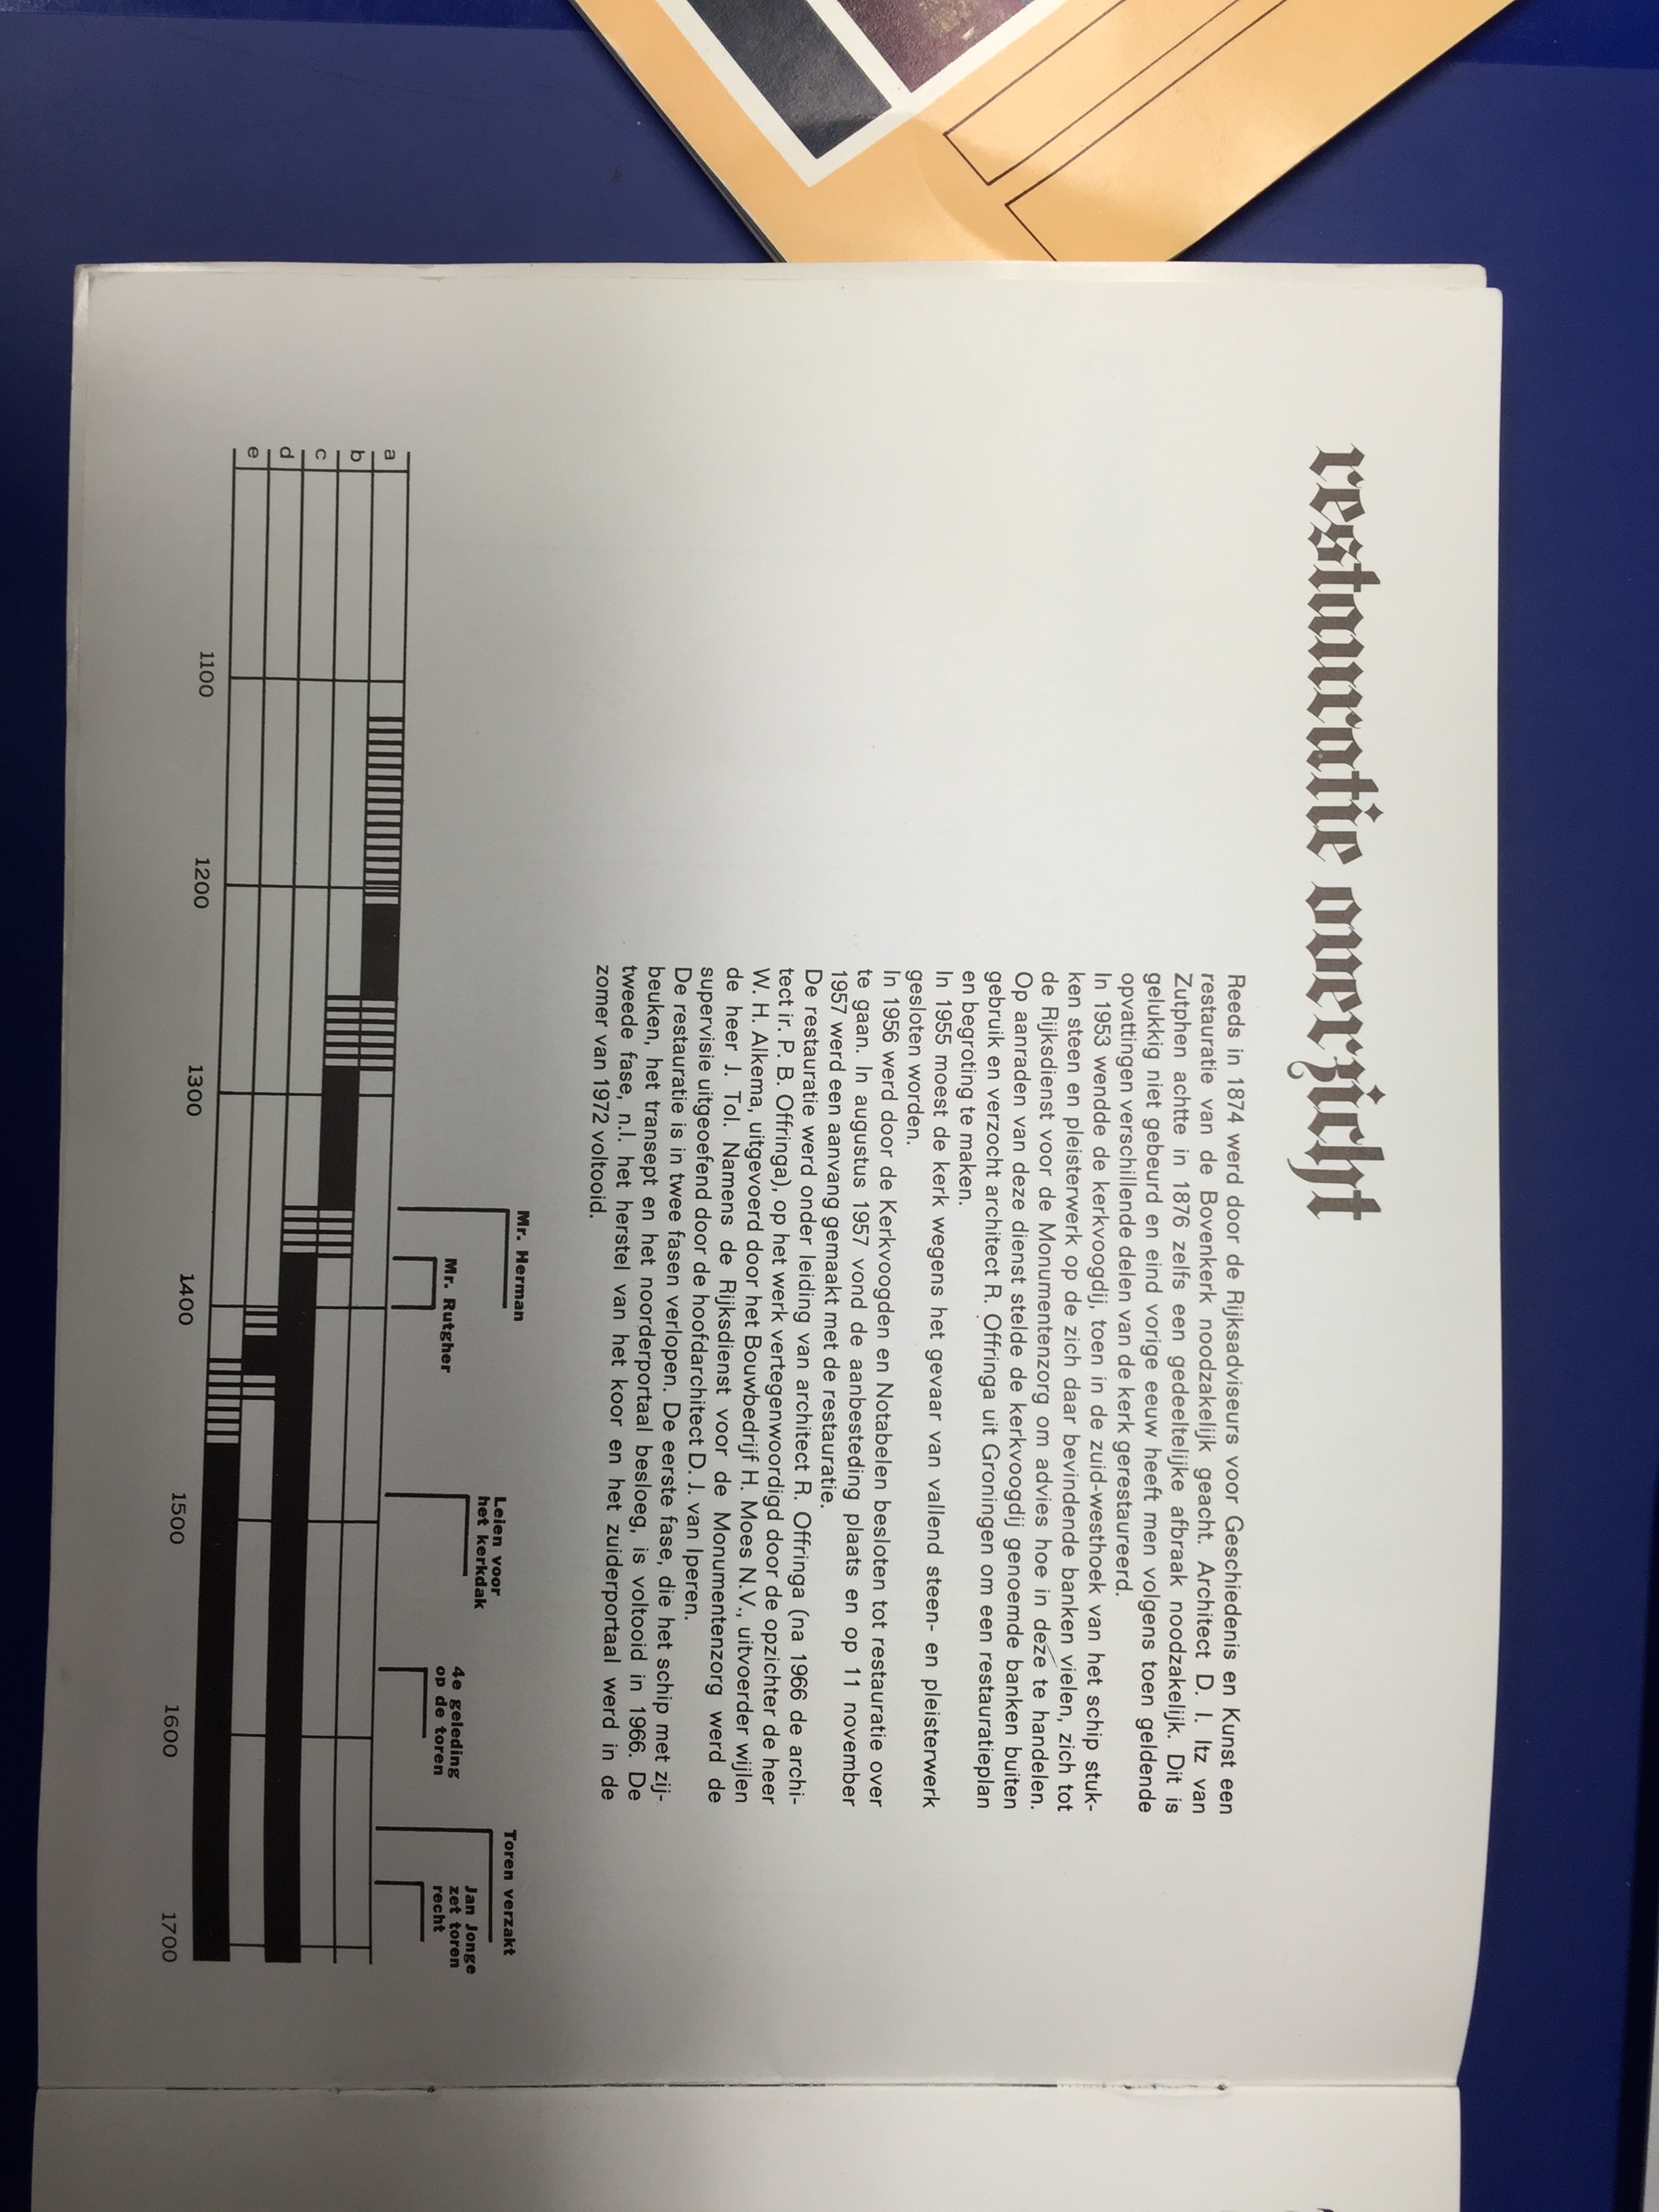 restauratie overzicht
Reeds in 1874 werd door de Rijksadviseurs voor Geschiedenis en Kunst een
restauratie van de Bovenkerk noodzakelijk geacht. Architect D. I. Itz van
Zutphen achtte in 1876 zelfs een gedeeltelijke afbraak noodzakelijk. Dit is
gelukkig niet gebeurd en eind vorige eeuw heeft men volgens toen geldende
opvattingen verschillende delen van de kerk gerestaureerd.
In 1953 wendde de kerkvoogdij, toen in de zuid-westhoek van het schip stuk-
ken steen en pleisterwerk op de zich daar bevindende banken vielen, zich tot
de Rijksdienst voor de Monumentenzorg om advies hoe in deze te handelen.
Op aanraden van deze dienst stelde de kerkvoogdij genoemde banken buiten
gebruik en verzocht architect R. Offringa uit Groningen om een restauratieplan
en begroting te maken.
In 1955 moest de kerk wegens het gevaar van vallend steen- en pleisterwerk
gesloten worden.
In 1956 werd door de Kerkvoogden en Notabelen besloten tot restauratie over
te gaan. In augustus 1957 vond de aanbesteding plaats en op 11 november
1957 werd een aanvang gemaakt met de restauratie.
De restauratie werd onder leiding van architect R. Offringa (na 1966 de archi-
tect ir. P. B. Offringa), op het werk vertegenwoordigd door de opzichter de heer
W. H. Alkema, uitgevoerd door het Bouwbedrijf H. Moes N.V., uitvoerder wijlen
de heer J. Tol. Namens de Rijksdienst voor de Monumentenzorg werd de
supervisie uitgeoefend door de hoofdarchitect D. J. van Iperen.
De restauratie is in twee fasen verlopen. De eerste fase, die het schip met zij-
beuken, het transept en het noorderportaal besloeg, is voltooid in 1966. De
tweede fase, n.l. het herstel van het koor en het zuiderportaal werd in de
zomer van 1972 voltooid.
Mr. Herman
Mr. Rutgher
Leien voor
het kerkdak
4e geleding
op de toren
Toren verzakt
Jan Jonge
zet toren
recht
a
b
c
d
e
1100 1200 1300 1400 1500 1600 1700